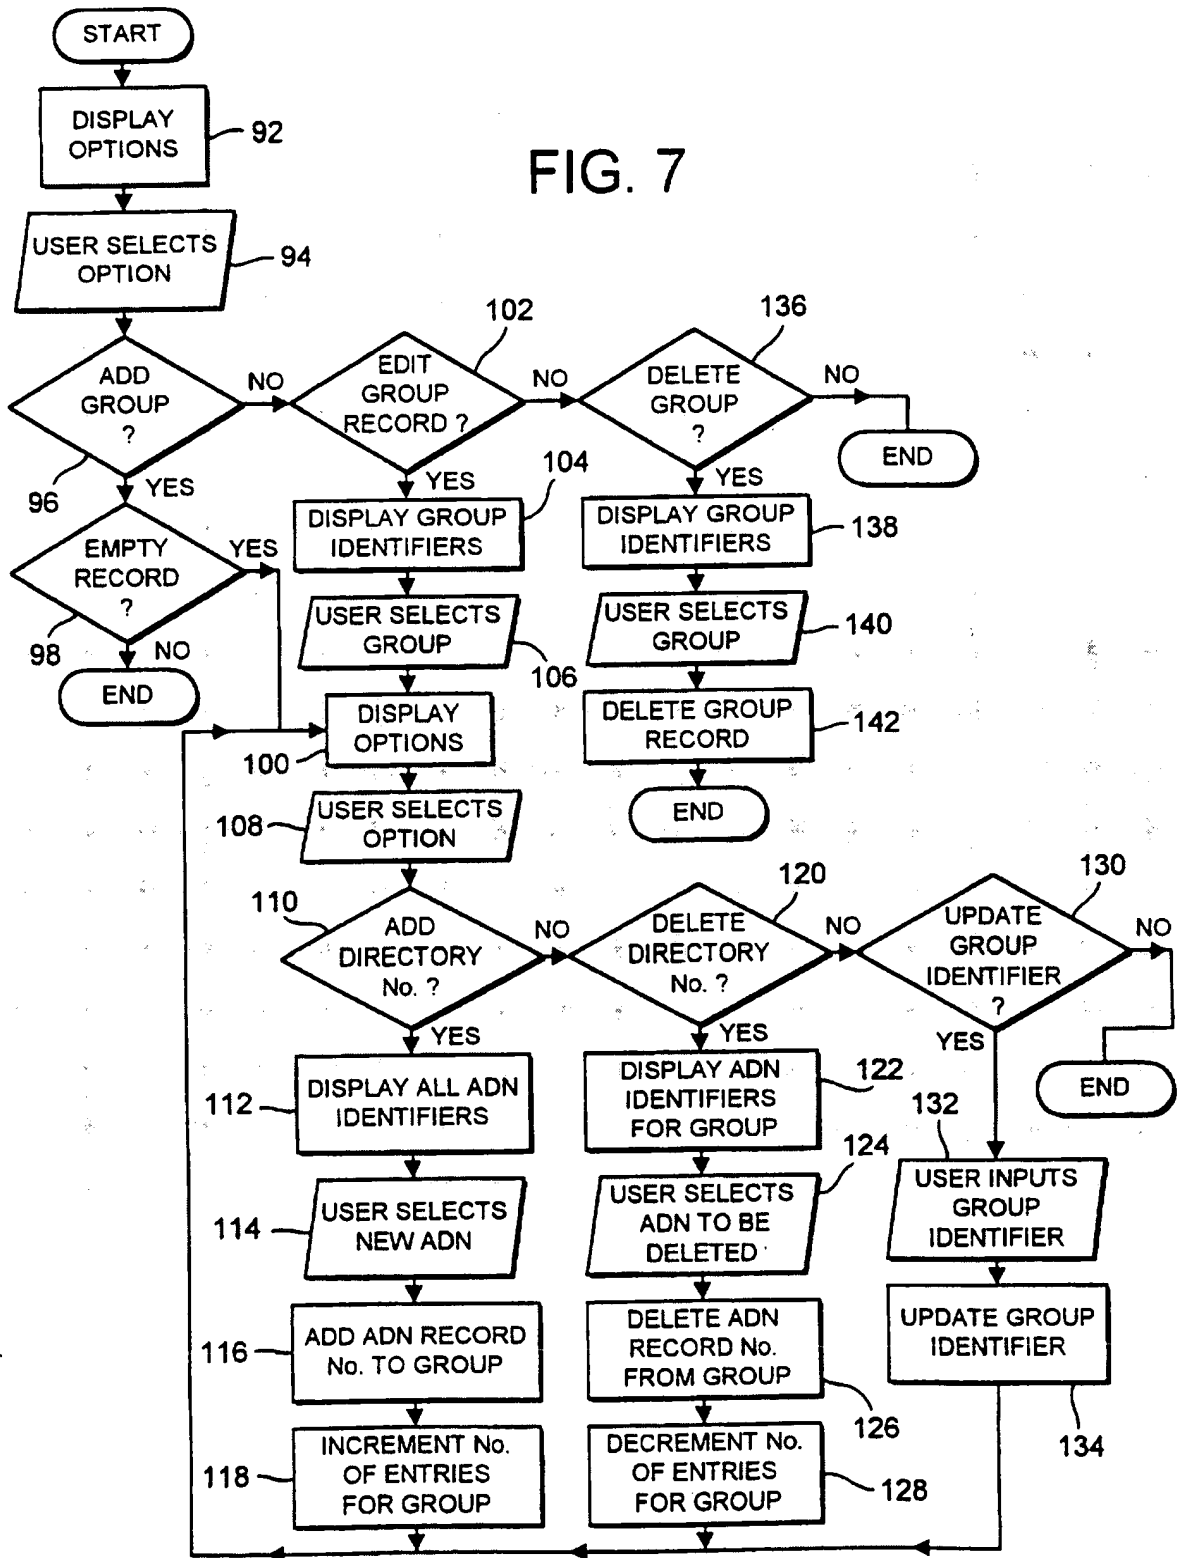 START
DISPLAY
OPTIONS
92
FIG. 7
USER SELECTS
OPTION
94
ADD
GROUP
?
96
NO
EDIT
GROUP
RECORD ?
102
NO
DELETE
GROUP
?
136
NO
END
YES
EMPTY
RECORD
?
98
YES
NO
END
YES
104
DISPLAY GROUP
IDENTIFIERS
USER SELECTS
GROUP
106
DISPLAY
OPTIONS
100
USER SELECTS
OPTION
108
YES
DISPLAY GROUP
IDENTIFIERS
138
USER SELECTS
GROUP
140
DELETE GROUP
RECORD
142
END
110
ADD
DIRECTORY
No. ?
NO
120
DELETE
DIRECTORY
No. ?
NO
130
UPDATE
GROUP
IDENTIFIER
?
NO
END
YES
DISPLAY ALL ADN
IDENTIFIERS
112
USER SELECTS
NEW ADN
114
ADD ADN RECORD
No. TO GROUP
116
INCREMENT No.
OF ENTRIES
FOR GROUP
118
YES
DISPLAY ADN
IDENTIFIERS
FOR GROUP
122
USER SELECTS
ADN TO BE
DELETED
124
DELETE ADN
RECORD No.
FROM GROUP
126
DECREMENT No.
OF ENTRIES
FOR GROUP
128
YES
132
USER INPUTS
GROUP
IDENTIFIER
UPDATE GROUP
IDENTIFIER
134